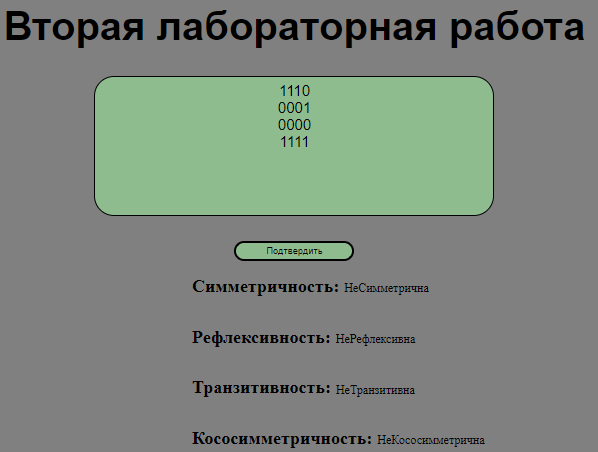 Вторая лабораторная работа
1110
0001
0000
1111
Подтвердить
Симметричность: НеСимметрична
Рефлексивность: НеРефлексивна
Транзитивность: НеТранзитивна
Кососимметричность: НеКососимметрична